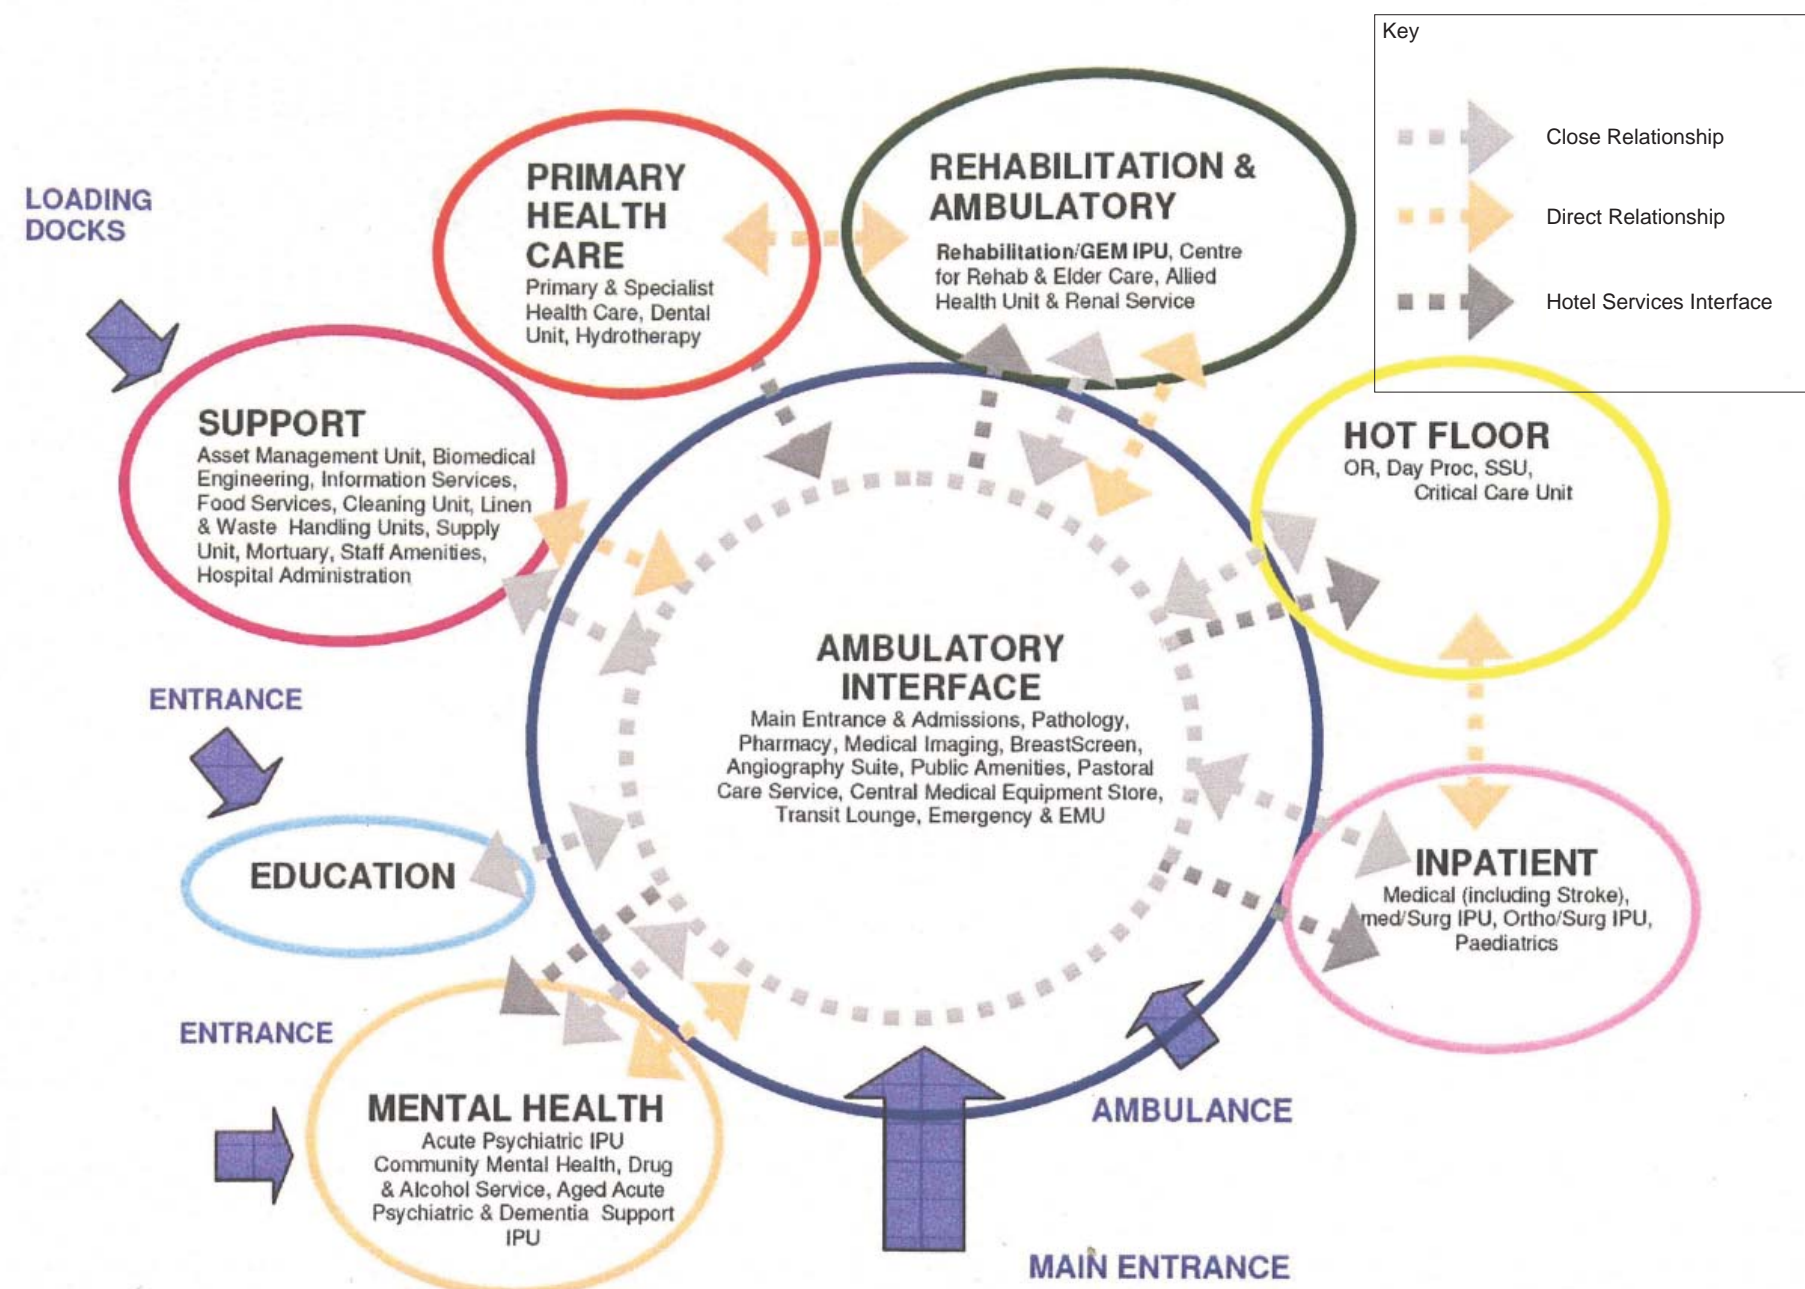 Key
Close Relationship
Direct Relationship
Hotel Services Interface
LOADING
DOCKS
PRIMARY
HEALTH
CARE
Primary & Specialist
Health Care, Dental
Unit, Hydrotherapy
REHABILITATION &
AMBULATORY
Rehabilitation/GEM IPU, Centre
for Rehab & Elder Care, Allied
Health Unit & Renal Service
SUPPORT
Asset Management Unit, Biomedical
Engineering, Information Services,
Food Services, Cleaning Unit, Linen
& Waste Handling Units, Supply
Unit, Mortuary, Staff Amenities,
Hospital Administration
HOT FLOOR
OR, Day Proc, SSU,
Critical Care Unit
AMBULATORY
INTERFACE
Main Entrance & Admissions, Pathology,
Pharmacy, Medical Imaging, BreastScreen,
Angiography Suite, Public Amenities, Pastoral
Care Service, Central Medical Equipment Store,
Transit Lounge, Emergency & EMU
ENTRANCE
EDUCATION
INPATIENT
Medical (including Stroke),
med/Surg IPU, Ortho/Surg IPU,
Paediatrics
ENTRANCE
MENTAL HEALTH
Acute Psychiatric IPU
Community Mental Health, Drug
& Alcohol Service, Aged Acute
Psychiatric & Dementia Support
IPU
AMBULANCE
MAIN ENTRANCE